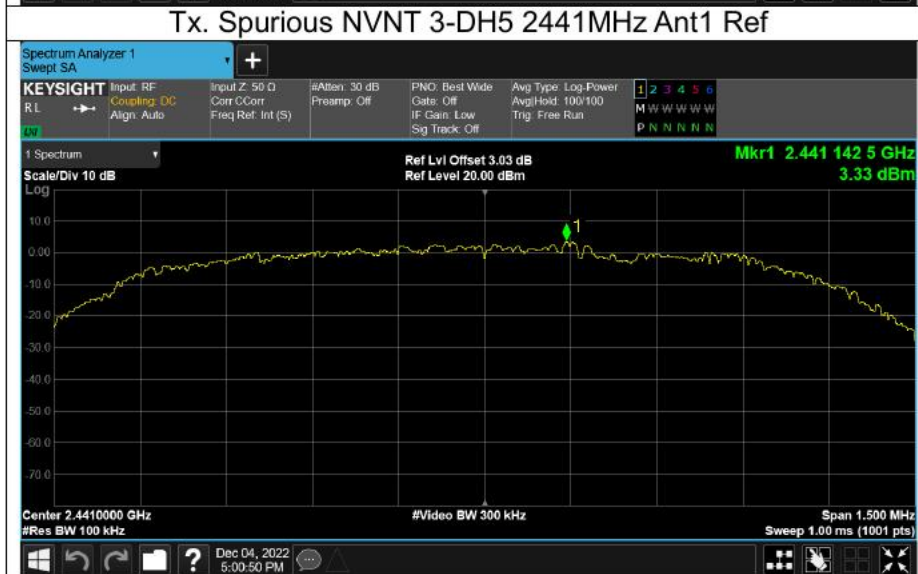 Tx. Spurious NVNT 3-DH5 2441MHz Ant1 Ref
Spectrum Analyzer 1
Swept SA
+
KEYSIGHT
RL
LXI
Input: RF
Coupling: DC
Align: Auto
Input Z: 50 Ω
Corr CCorr
Freq Ref: Int (S)
#Atten: 30 dB
Preamp: Off
PNO: Best Wide
Gate: Off
IF Gain: Low
Sig Track: Off
Avg Type: Log-Power
Avg|Hold: 100/100
Trig: Free Run
1 2 3 4 5 6
M W W W W W
P N N N N N
1 Spectrum
Scale/Div 10 dB
Ref Lvl Offset 3.03 dB
Ref Level 20.00 dBm
Mkr1 2.441 142 5 GHz
3.33 dBm
Log
1
10.0
0.00
-10.0
-20.0
-30.0
-40.0
-50.0
-60.0
-70.0
Center 2.4410000 GHz
#Res BW 100 kHz
#Video BW 300 kHz
Span 1.500 MHz
Sweep 1.00 ms (1001 pts)
?
Dec 04, 2022
5:00:50 PM